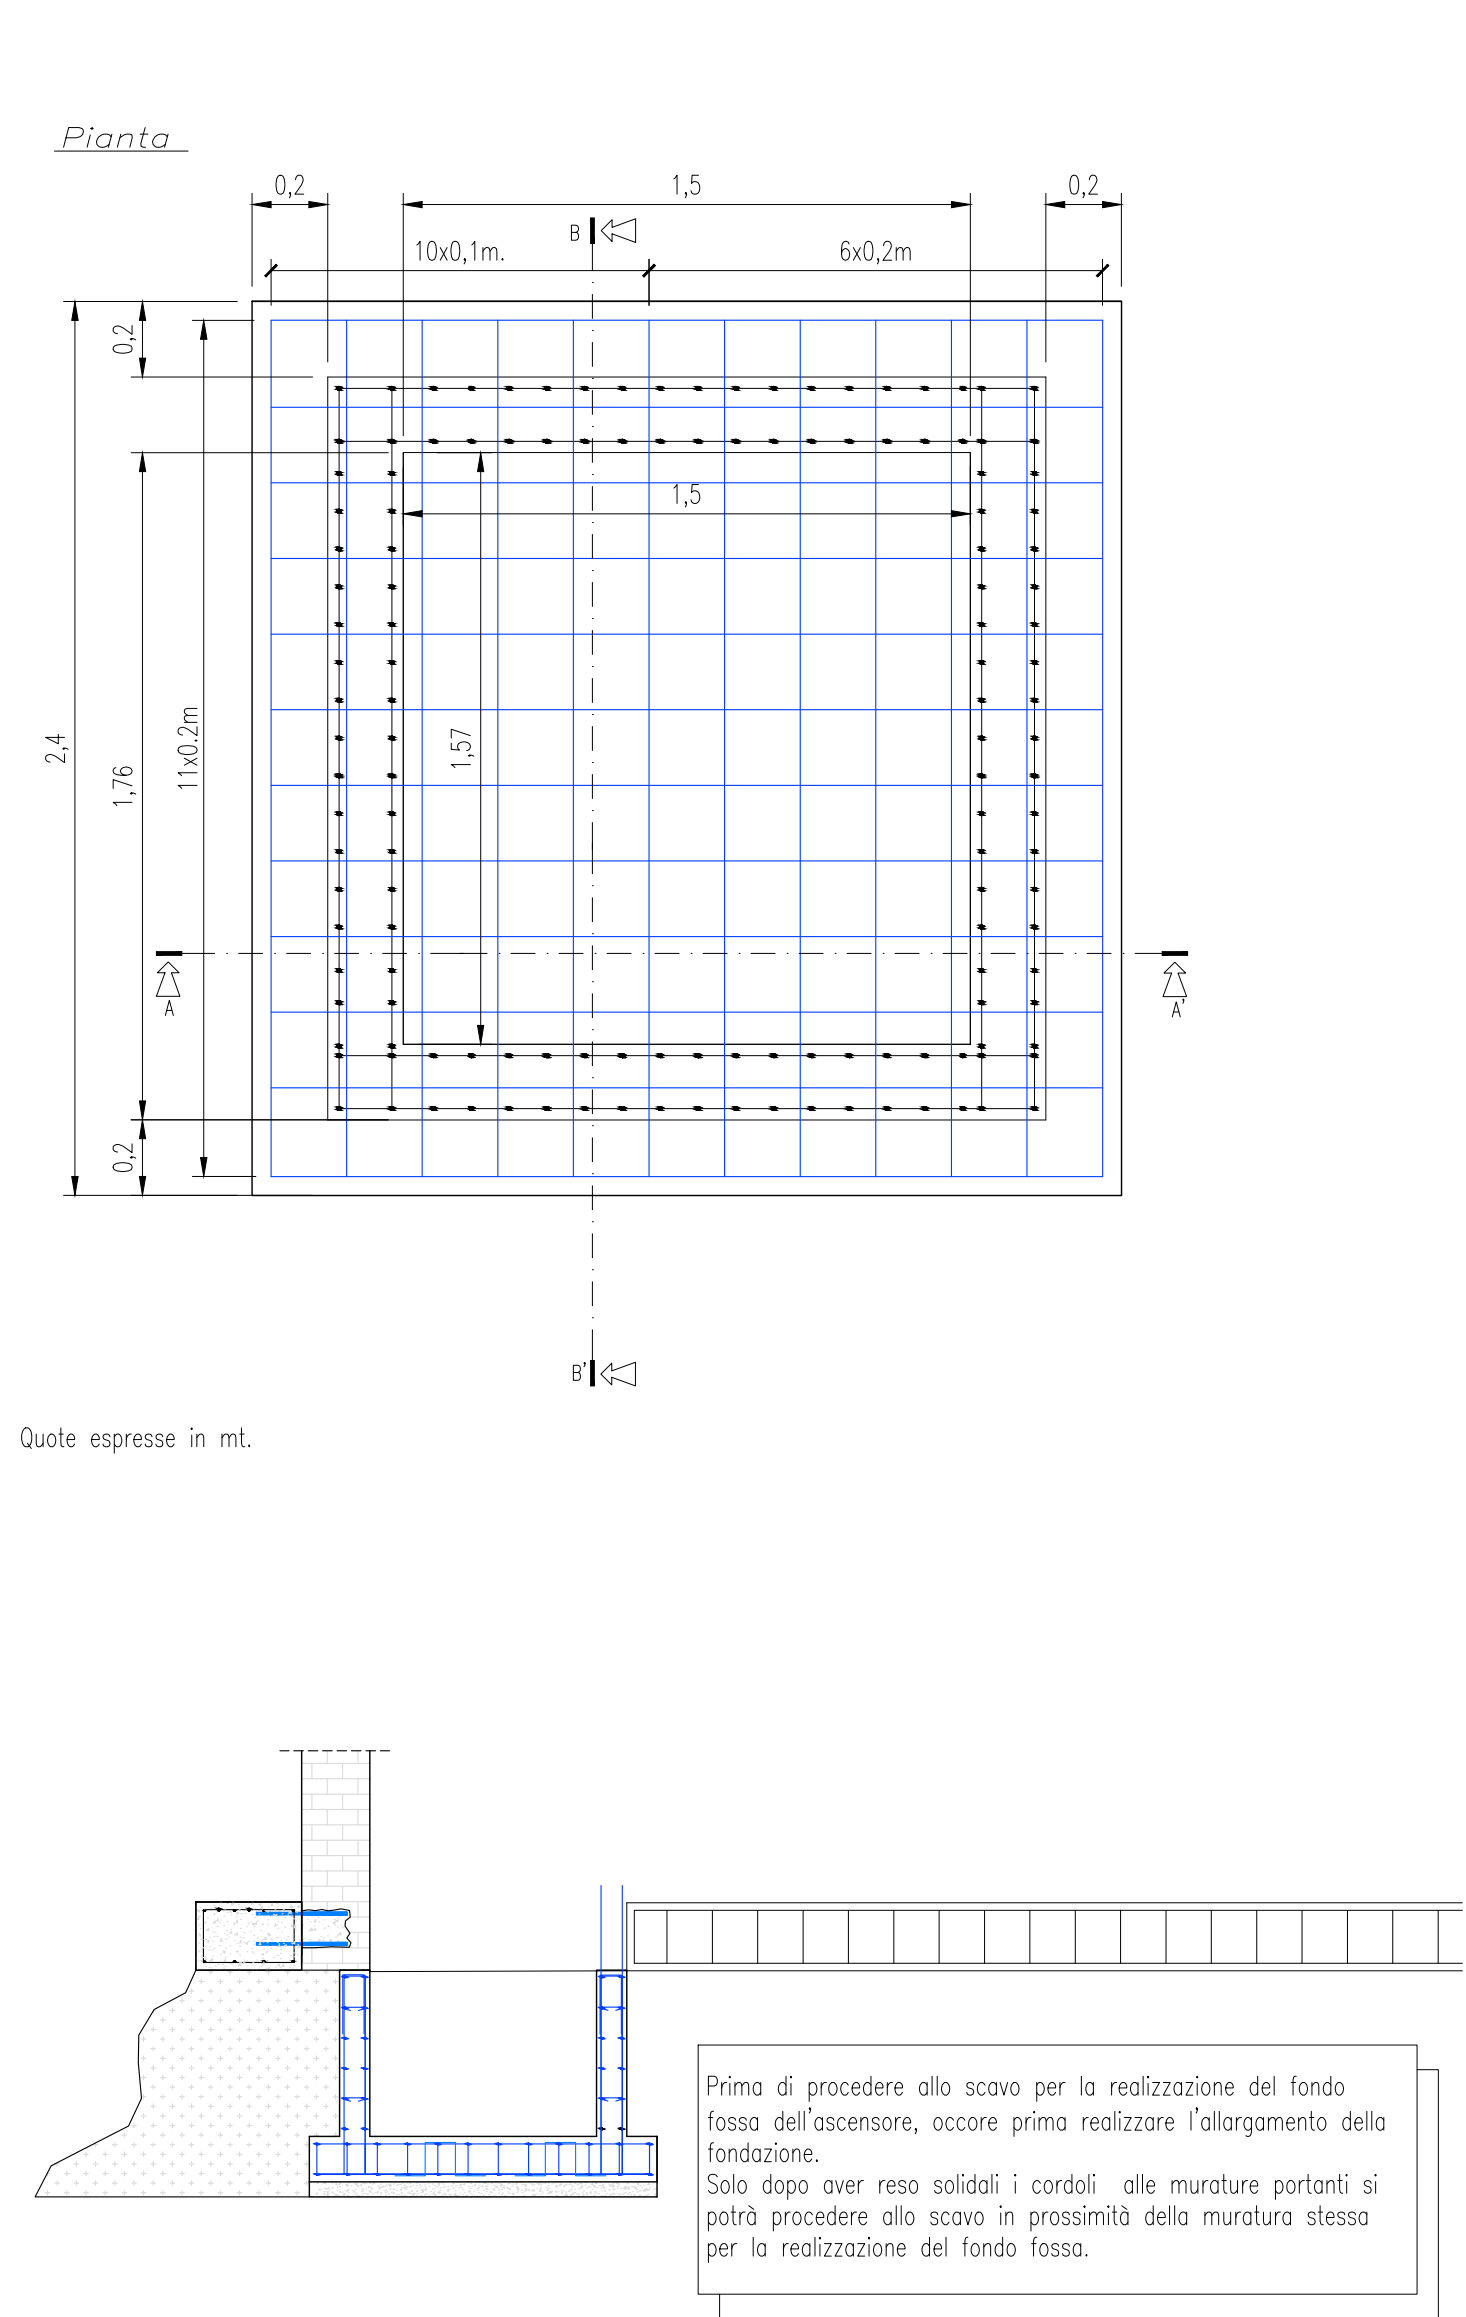 Pianta
0,2
1,5
0,2
B
10x0,1m.
6x0,2m
0,2
1,5
2,4
1,76
11x0.2m
1,57
A
A'
0,2
B'
Quote espresse in mt.
Prima di procedere allo scavo per la realizzazione del fondo
fossa dell'ascensore, occore prima realizzare l'allargamento della
fondazione.
Solo dopo aver reso solidali i cordoli alle murature portanti si
potrà procedere allo scavo in prossimità della muratura stessa
per la realizzazione del fondo fossa.